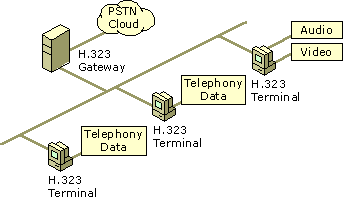 PSTN
Cloud
Audio
Video
H.323
Gateway
Telephony
Data
H.323
Terminal
H.323
Terminal
Telephony
Data
H.323
Terminal